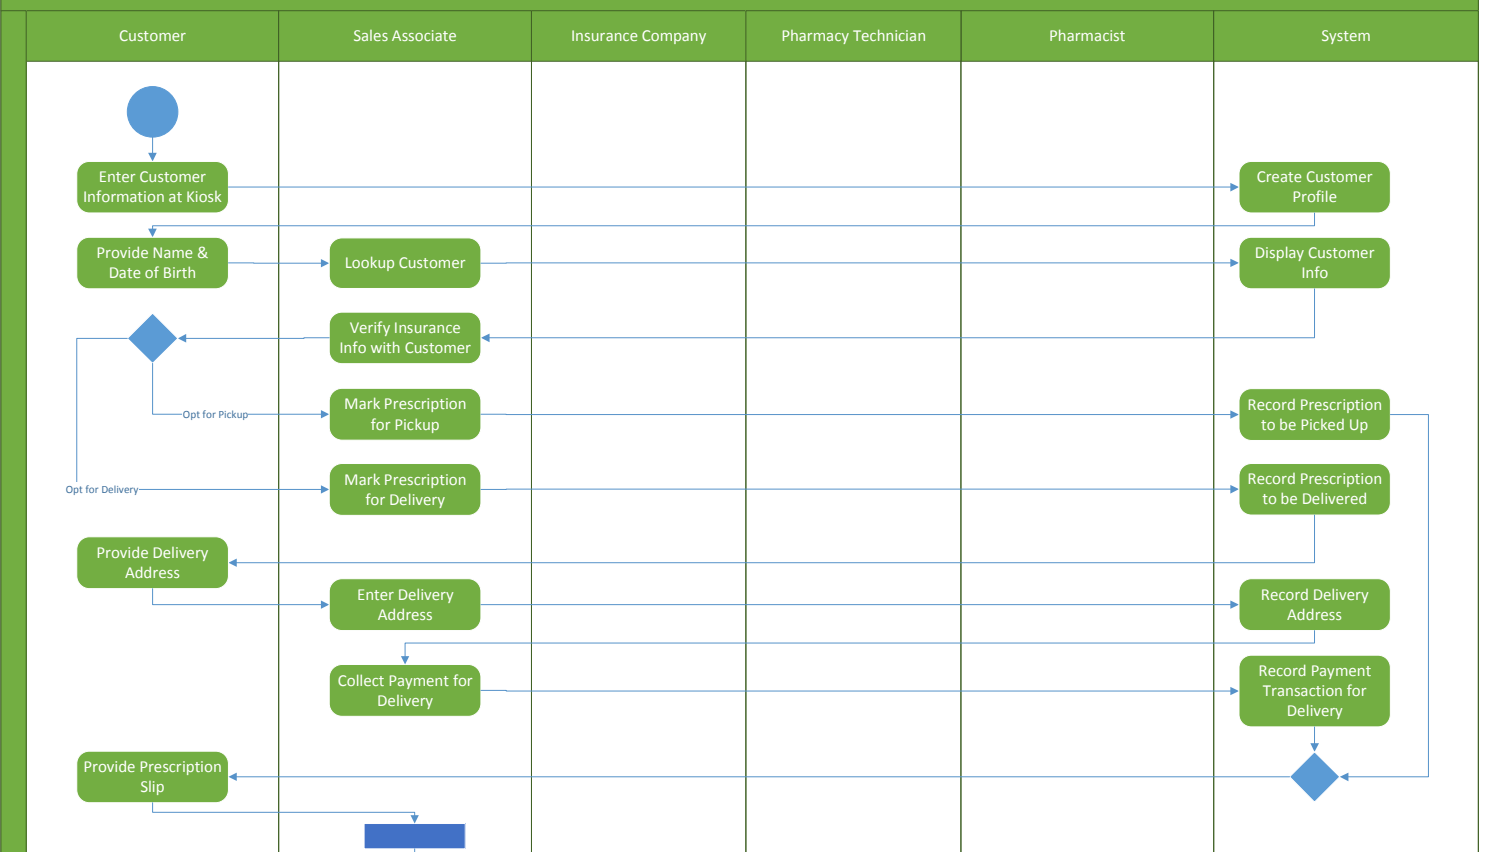 Customer
Sales Associate
Insurance Company
Pharmacy Technician
Pharmacist
System
Enter Customer
Information at Kiosk
Create Customer
Profile
Provide Name &
Date of Birth
Lookup Customer
Display Customer
Info
Verify Insurance
Info with Customer
Opt for Pickup
Mark Prescription
for Pickup
Record Prescription
to be Picked Up
Opt for Delivery
Mark Prescription
for Delivery
Record Prescription
to be Delivered
Provide Delivery
Address
Enter Delivery
Address
Record Delivery
Address
Collect Payment for
Delivery
Record Payment
Transaction for
Delivery
Provide Prescription
Slip